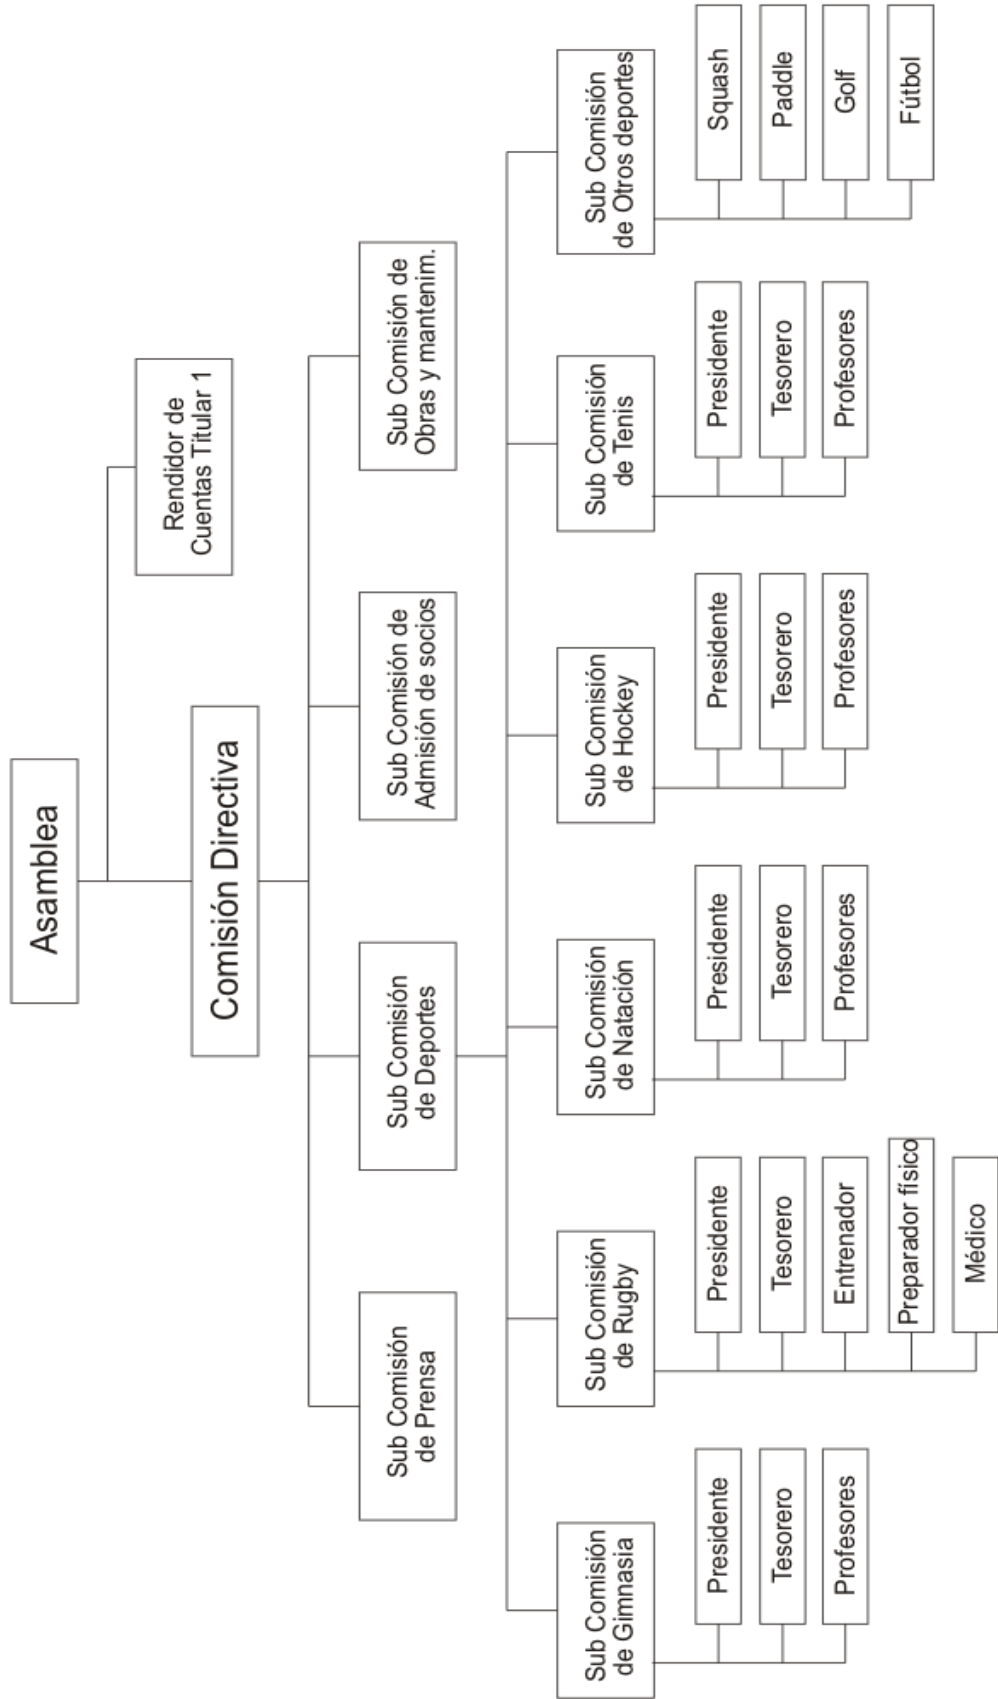 Asamblea
Rendidor de
Cuentas Titular 1
Comisión Directiva
Sub Comisión
de Prensa
Sub Comisión
de Deportes
Sub Comisión de
Admisión de socios
Sub Comisión de
Obras y mantenim.
Sub Comisión
de Gimnasia
Presidente
Tesorero
Profesores
Sub Comisión
de Rugby
Presidente
Tesorero
Entrenador
Preparador físico
Médico
Sub Comisión
de Natación
Presidente
Tesorero
Profesores
Sub Comisión
de Hockey
Presidente
Tesorero
Profesores
Sub Comisión
de Tenis
Presidente
Tesorero
Profesores
Sub Comisión
de Otros deportes
Squash
Paddle
Golf
Fútbol